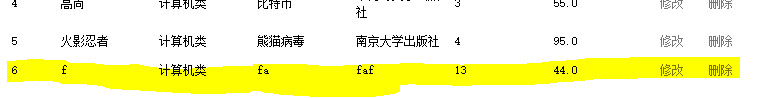 4 高尚 计算机类 比特币 社 3 55.0 修改 删除
5 火影忍者 计算机类 熊猫病毒 南京大学出版社 4 95.0 修改 删除
6 f 计算机类 fa faf 13 44.0 修改 删除